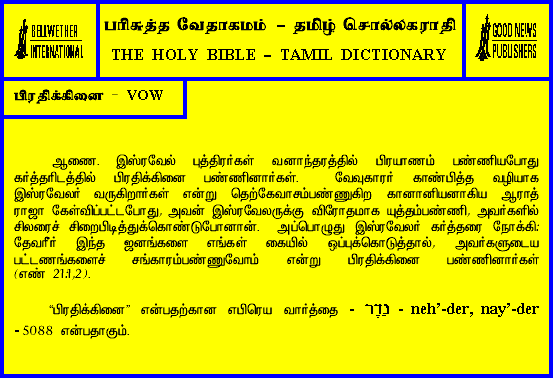 BELLWETHER
INTERNATIONAL
பரிசுத்த வேதாகமம் - தமிழ் சொல்லகராதி
THE HOLY BIBLE - TAMIL DICTIONARY
GOOD NEWS
PUBLISHERS
பிரதிக்கினை - VOW
ஆணை. இஸ்ரவேல் புத்திரர்கள் வனாந்தரத்தில் பிரயாணம் பண்ணியபோது
கர்த்தரிடத்தில் பிரதிக்கினை பண்ணினார்கள். வேவுகாரர் காண்பித்த வழியாக
இஸ்ரவேலர் வருகிறார்கள் என்று தெற்கேவாசம்பண்ணுகிற கானானியனாகிய ஆராத்
ராஜா கேள்விப்பட்டபோது, அவன் இஸ்ரவேலருக்கு விரோதமாக யுத்தம்பண்ணி, அவர்களில்
சிலரைச் சிறைபிடித்துக்கொண்டுபோனான். அப்பொழுது இஸ்ரவேலர் கர்த்தரை நோக்கி:
தேவரீர் இந்த ஜனங்களை எங்கள் கையில் ஒப்புக்கொடுத்தால், அவர்களுடைய
பட்டணங்களைச் சங்காரம்பண்ணுவோம் என்று பிரதிக்கினை பண்ணினார்கள்
(எண் 21:1,2).
"பிரதிக்கினை" என்பதற்கான எபிரெய வார்த்தை - נֶדֶר - neh'-der, nay'-der
- 5088 என்பதாகும்.